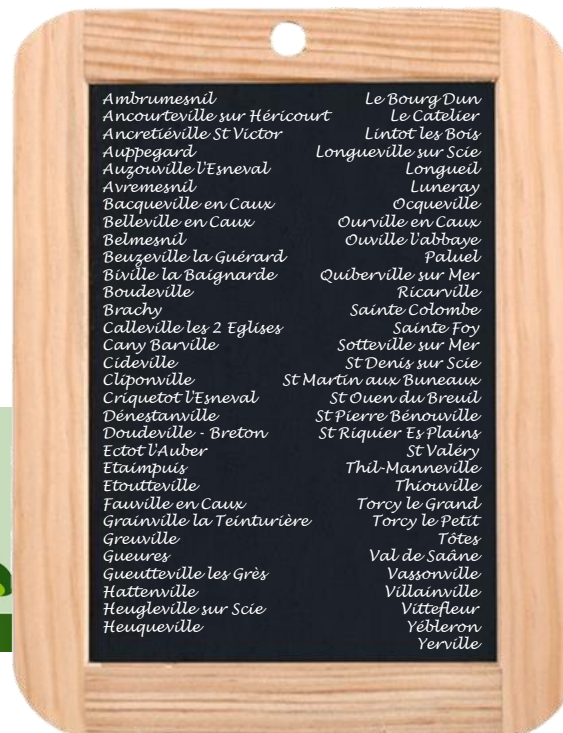 Ambrumesnil
Ancourteville sur Héricourt
Ancretiéville St Victor
Auppegard
Auzouville l'Esneval
Avremesnil
Bacqueville en Caux
Belleville en Caux
Belmesnil
Beuzeville la Guérard
Biville la Baignarde
Boudeville
Brachy
Calleville les 2 Eglises
Cany Barville
Cideville
Cliponville
Criquetot l'Esneval
Dénestanville
Doudeville - Breton
Ectot l'Auber
Etaimpuis
Etoutteville
Fauville en Caux
Grainville la Teinturière
Greuville
Gueures
Gueutteville les Grès
Hattenville
Heugleville sur Scie
Heuqueville
Le Bourg Dun
Le Catelier
Lintot les Bois
Longueville sur Scie
Longueil
Luneray
Ocqueville
Ourville en Caux
Ouville l'abbaye
Paluel
Quiberville sur Mer
Ricarville
Sainte Colombe
Sainte Foy
Sotteville sur Mer
St Denis sur Scie
St Martin aux Buneaux
St Ouen du Breuil
St Pierre Bénouville
St Riquier Es Plains
St Valéry
Thil-Manneville
Thiouville
Torcy le Grand
Torcy le Petit
Tôtes
Val de Saâne
Vassonville
Villainville
Vittefleur
Yébleron
Yerville